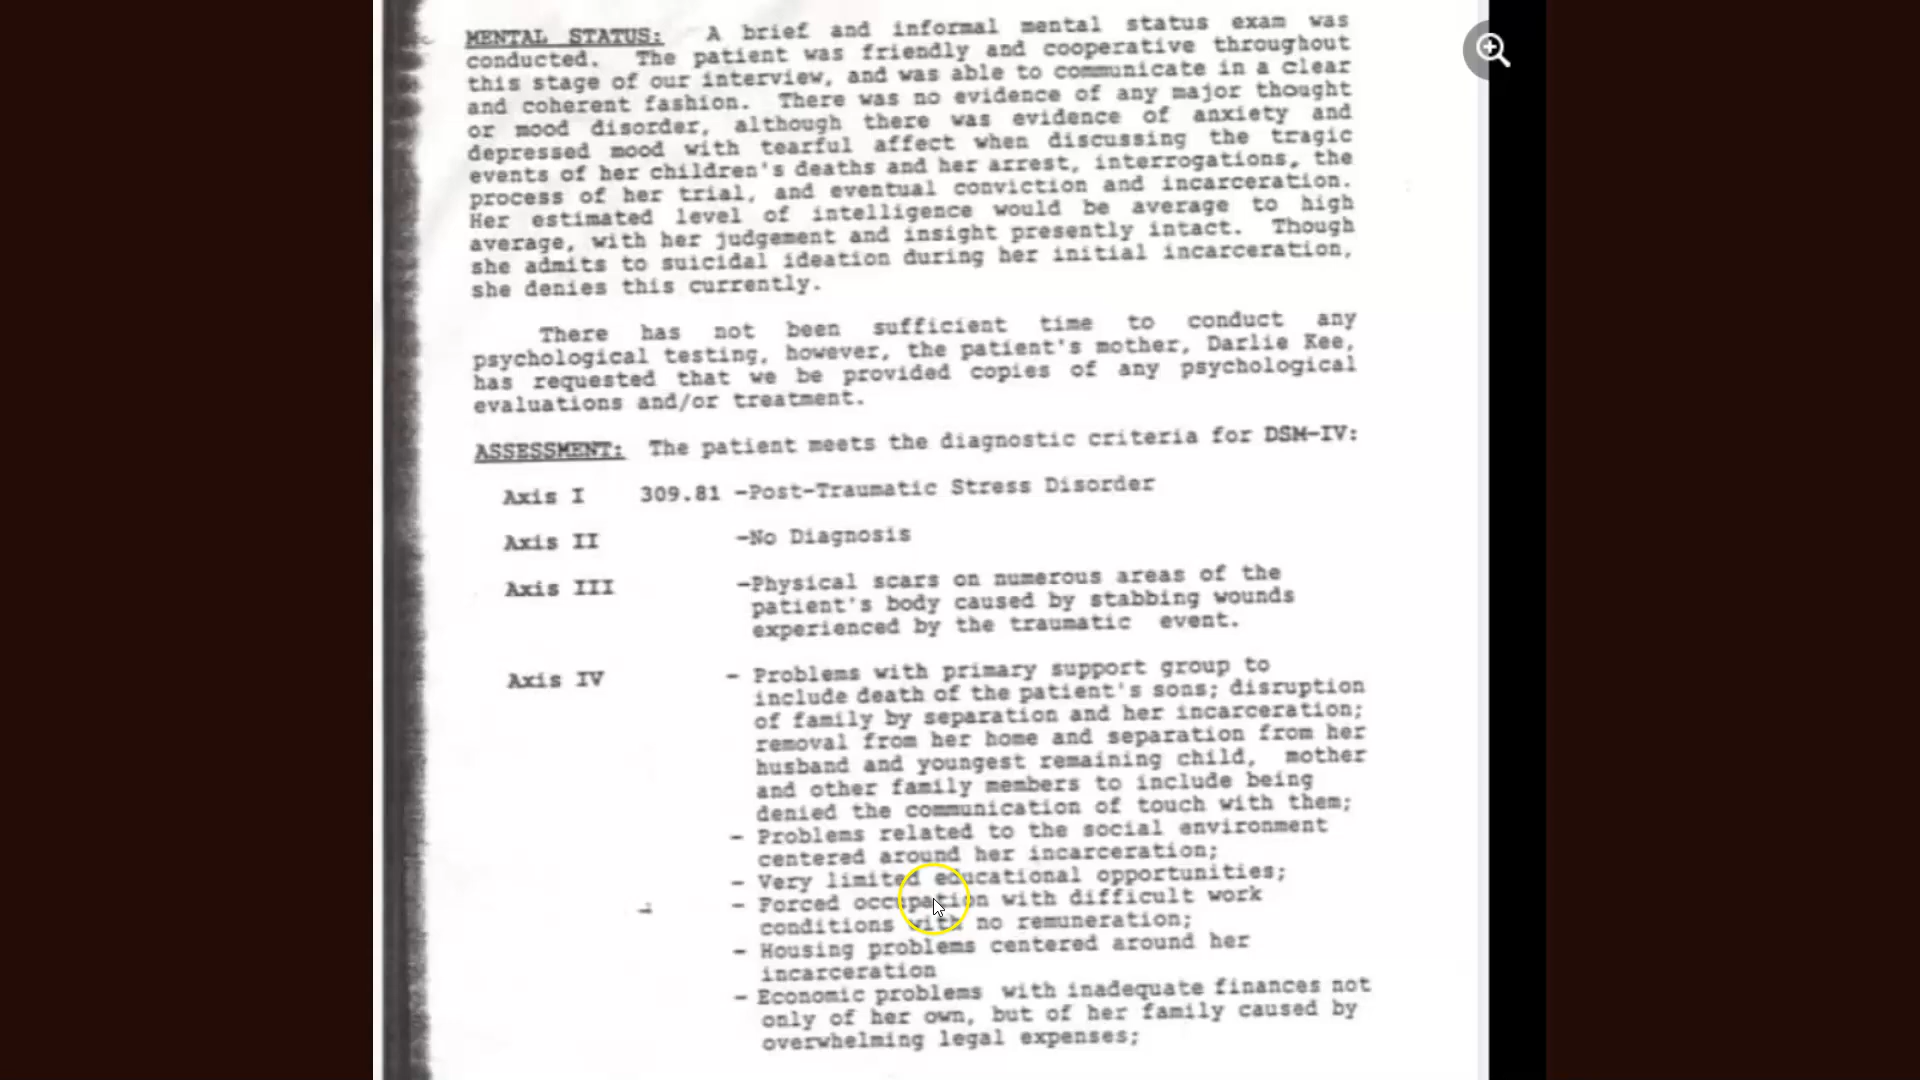 MENTAL STATUS: A brief and informal mental status exam was
conducted. The patient was friendly and cooperative throughout
this stage of our interview, and was able to communicate in a clear
and coherent fashion. There was no evidence of any major thought
or mood disorder, although there was evidence of anxiety and
depressed mood with tearful affect when discussing the tragic
events of her children's deaths and her arrest, interrogations, the
process of her trial, and eventual conviction and incarceration.
Her estimated level of intelligence would be average to high
average, with her judgement and insight presently intact. Though
she admits to suicidal ideation during her initial incarceration,
she denies this currently.
There has not been sufficient time to conduct any
psychological testing, however, the patient's mother, Darlie Kee,
has requested that we be provided copies of any psychological
evaluations and/or treatment.
ASSESSMENT: The patient meets the diagnostic criteria for DSM-IV:
Axis I 309.81 -Post-Traumatic Stress Disorder
Axis II -No Diagnosis
Axis III -Physical scars on numerous areas of the
patient's body caused by stabbing wounds
experienced by the traumatic event.
Axis IV - Problems with primary support group to
include death of the patient's sons; disruption
of family by separation and her incarceration;
removal from her home and separation from her
husband and youngest remaining child, mother
and other family members to include being
denied the communication of touch with them;
- Problems related to the social environment
centered around her incarceration;
- Very limited educational opportunities;
- Forced occupation with difficult work
conditions with no remuneration;
- Housing problems centered around her
incarceration
- Economic problems with inadequate finances not
only of her own, but of her family caused by
overwhelming legal expenses;